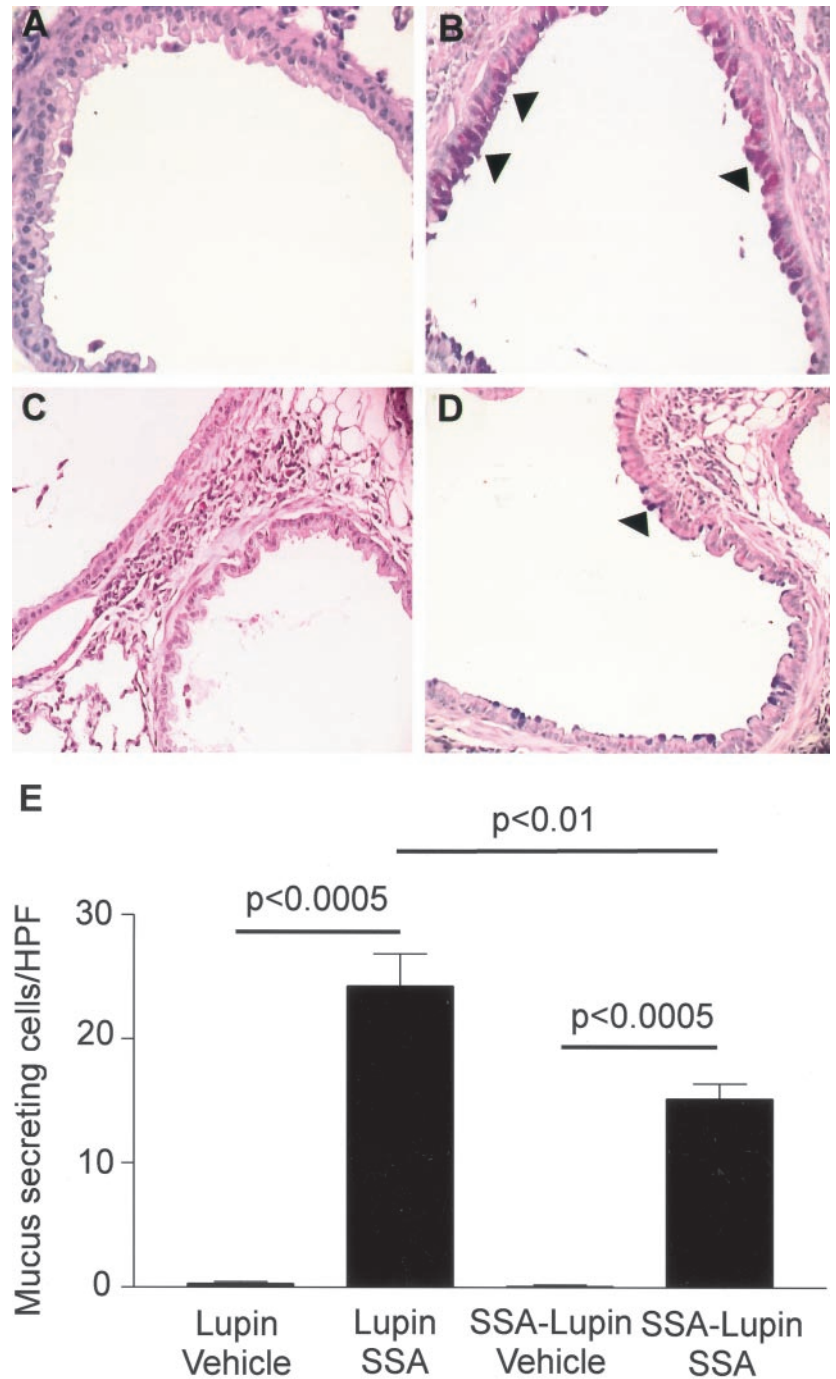 A
B
C
D
E
p<0.01
p<0.0005
p<0.0005
Mucus secreting cells/HPF
30
20
10
0
Lupin
Vehicle
Lupin
SSA
SSA-Lupin
Vehicle
SSA-Lupin
SSA